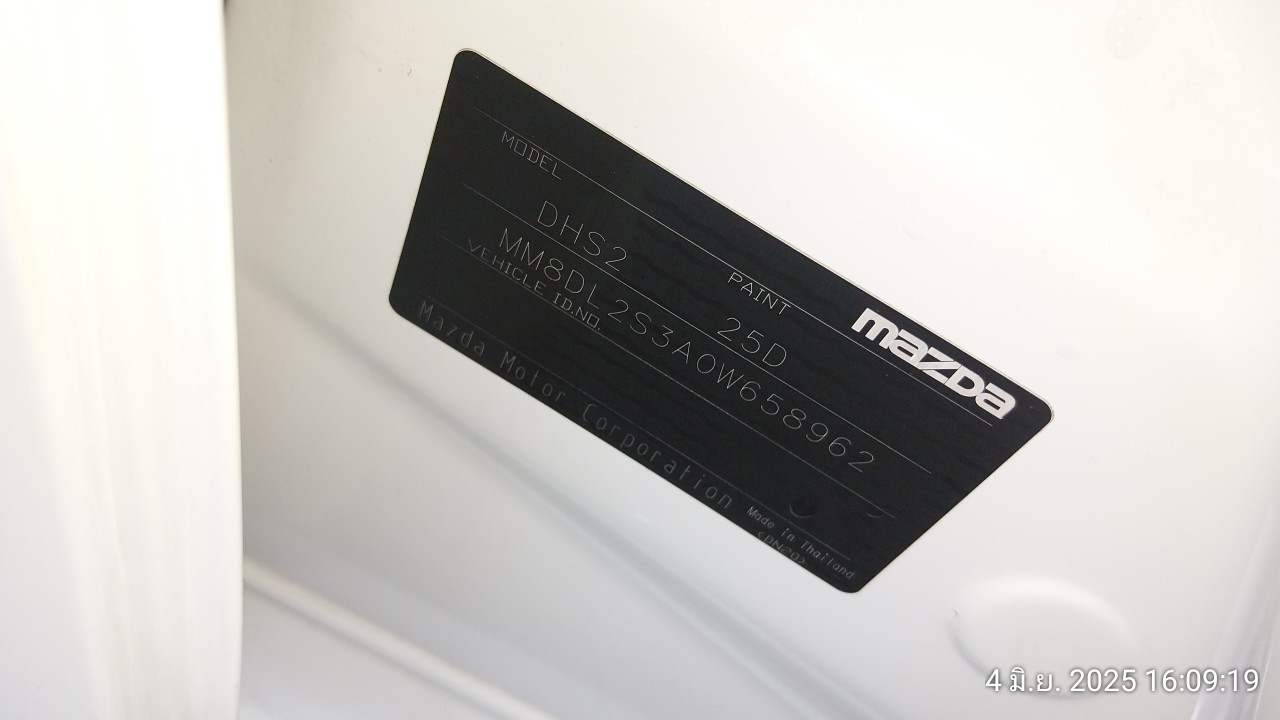 mazda
MODEL
PAINT
DHS2 25D
MM8DL2S3A0W658962
VEHICLE ID.NO.
Mazda Motor Corporation
Made in Thailand
<DN20>
4 มิ.ย. 2025 16:09:19